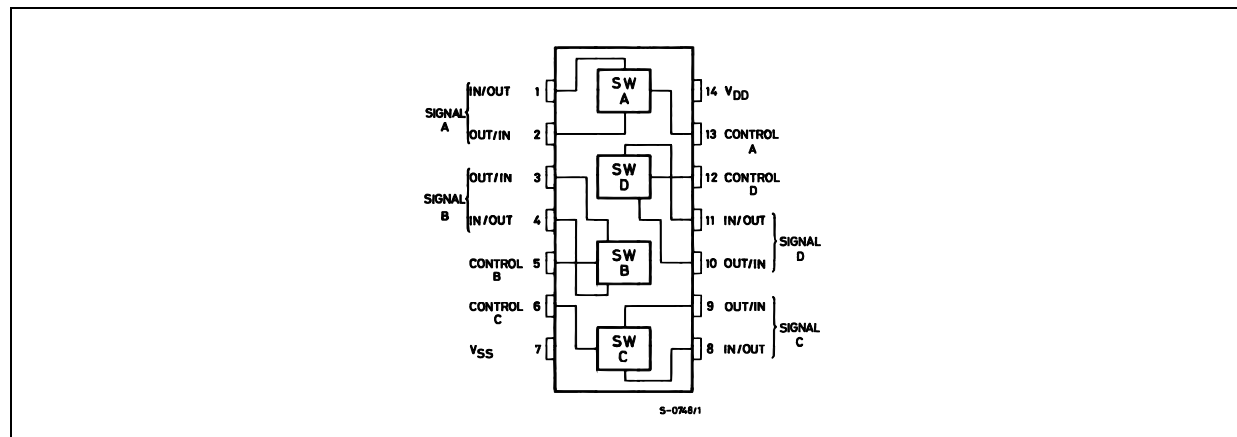 SIGNAL
A
IN/OUT 1
OUT/IN 2
SIGNAL
B
OUT/IN 3
IN/OUT 4
CONTROL 5
B
CONTROL 6
C
VSS 7
SW
A
SW
D
SW
B
SW
C
14 VDD
13 CONTROL
A
12 CONTROL
D
11 IN/OUT
10 OUT/IN
SIGNAL
D
9 OUT/IN
8 IN/OUT
SIGNAL
C
S-0748/1